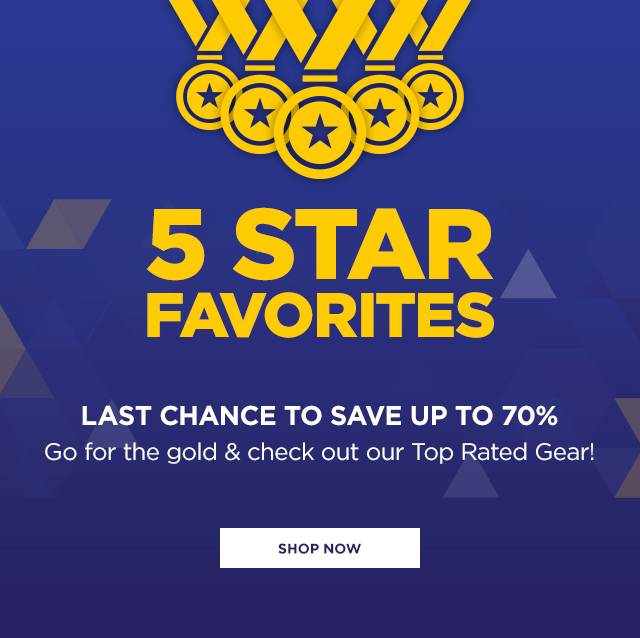 5 STAR
FAVORITES
LAST CHANCE TO SAVE UP TO 70%
Go for the gold & check out our Top Rated Gear!
SHOP NOW